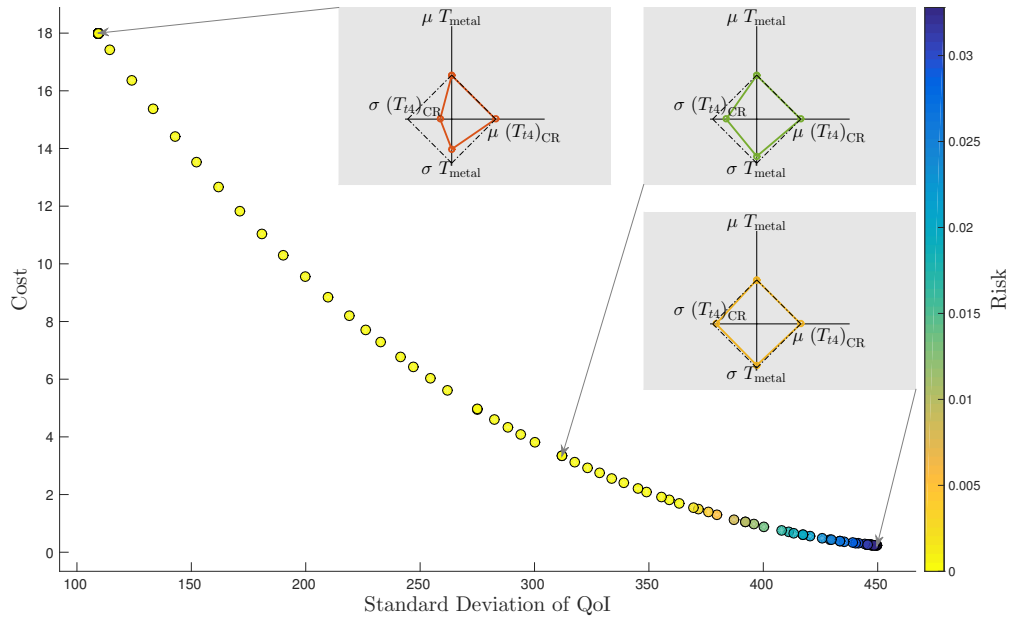 18
16
14
12
10
8
6
4
2
0
Cost
100
150
200
250
300
350
400
450
Standard Deviation of QoI
μ T_metal
σ (T_t4)_CR
μ (T_t4)_CR
σ T_metal
μ T_metal
σ (T_t4)_CR
μ (T_t4)_CR
σ T_metal
μ T_metal
σ (T_t4)_CR
μ (T_t4)_CR
σ T_metal
0.03
0.025
0.02
0.015
0.01
0.005
0
Risk